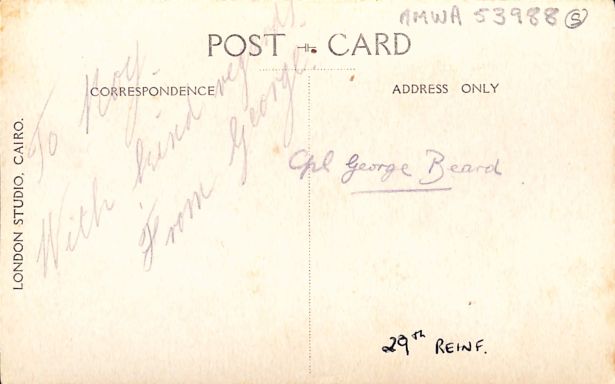 AMWA 53988 S
POST CARD
CORRESPONDENCE
ADDRESS ONLY
To Roy.
With kind regards.
From George.
Cpl George Beard
29th REINF.
LONDON STUDIO, CAIRO.